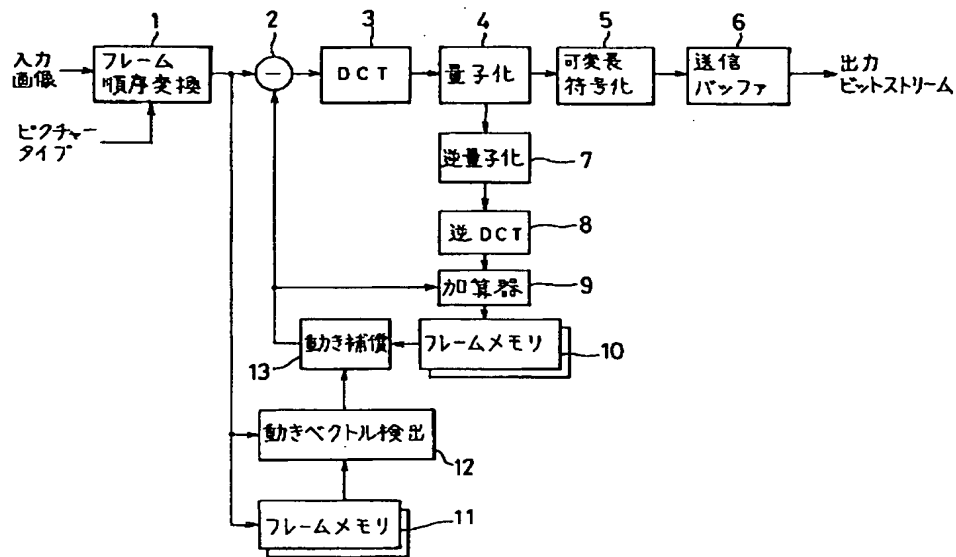 1
2
3
4
5
6
入力
画像
フレーム
順序変換
−
DCT
量子化
可変長
符号化
送信
バッファ
出力
ビットストリーム
ピクチャー
タイプ
逆量子化
7
逆DCT
8
加算器
9
動き補償
13
フレームメモリ
10
動きベクトル検出
12
フレームメモリ
11